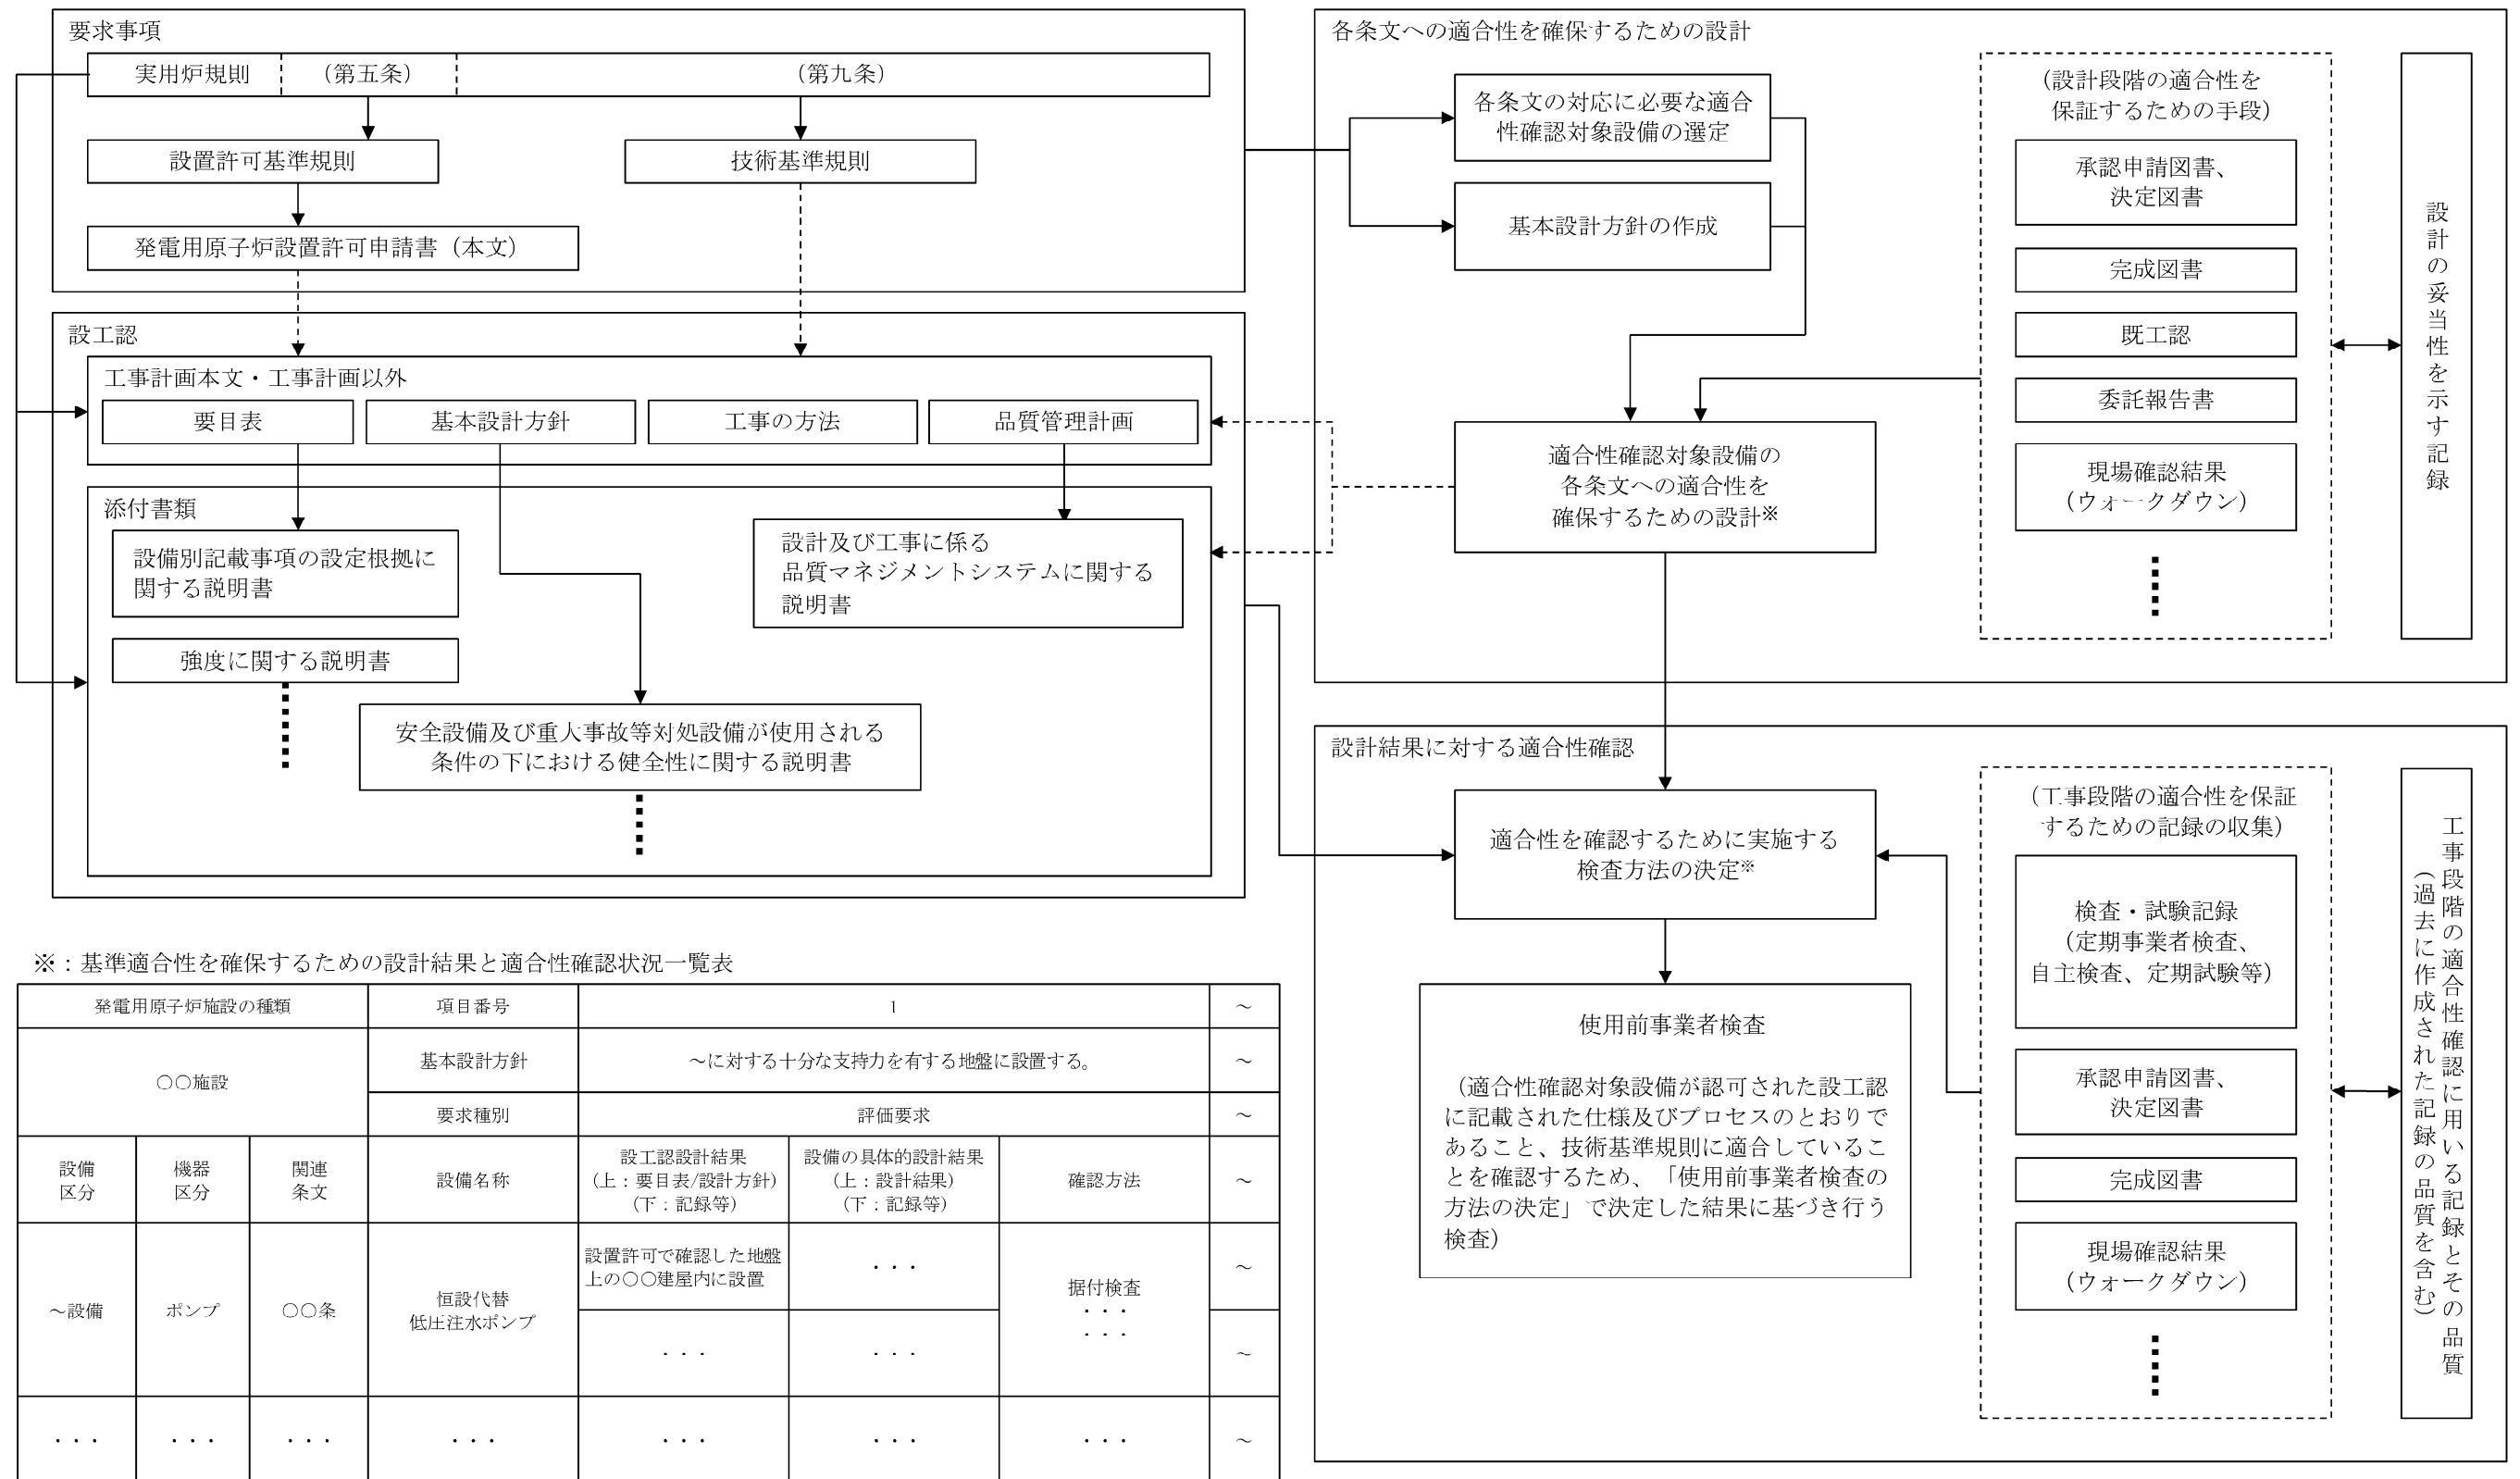 要求事項
実用炉規則
（第五条）
（第九条）
設置許可基準規則
技術基準規則
発電用原子炉設置許可申請書（本文）
設工認
工事計画本文・工事計画以外
要目表
基本設計方針
工事の方法
品質管理計画
添付書類
設備別記載事項の設定根拠に
関する説明書
設計及び工事に係る
品質マネジメントシステムに関する
説明書
強度に関する説明書
安全設備及び重大事故等対処設備が使用される
条件の下における健全性に関する説明書
各条文への適合性を確保するための設計
各条文の対応に必要な適合
性確認対象設備の選定
基本設計方針の作成
適合性確認対象設備の
各条文への適合性を
確保するための設計※
（設計段階の適合性を
保証するための手段）
承認申請図書、
決定図書
完成図書
既工認
委託報告書
現場確認結果
（ウォークダウン）
設計の妥当性を示す記録
設計結果に対する適合性確認
適合性を確認するために実施する
検査方法の決定※
使用前事業者検査
（適合性確認対象設備が認可された設工認
に記載された仕様及びプロセスのとおりで
あること、技術基準規則に適合しているこ
とを確認するため、「使用前事業者検査の
方法の決定」で決定した結果に基づき行う
検査）
（工事段階の適合性を保証
するための記録の収集）
検査・試験記録
（定期事業者検査、
自主検査、定期試験等）
承認申請図書、
決定図書
完成図書
現場確認結果
（ウォークダウン）
工事段階の適合性確認に用いる記録とその品質
（過去に作成された記録の品質を含む）
※：基準適合性を確保するための設計結果と適合性確認状況一覧表
発電用原子炉施設の種類
項目番号
1
～
〇〇施設
基本設計方針
～に対する十分な支持力を有する地盤に設置する。
～
要求種別
評価要求
～
設備
区分
機器
区分
関連
条文
設備名称
設工認設計結果
（上：要目表/設計方針）
（下：記録等）
設備の具体的設計結果
（上：設計結果）
（下：記録等）
確認方法
～
～設備
ポンプ
〇〇条
恒設代替
低圧注水ポンプ
設置許可で確認した地盤
上の〇〇建屋内に設置
・・・
据付検査
・・・
・・・
～
・・・
・・・
～
・・・
・・・
・・・
・・・
・・・
・・・
・・・
～